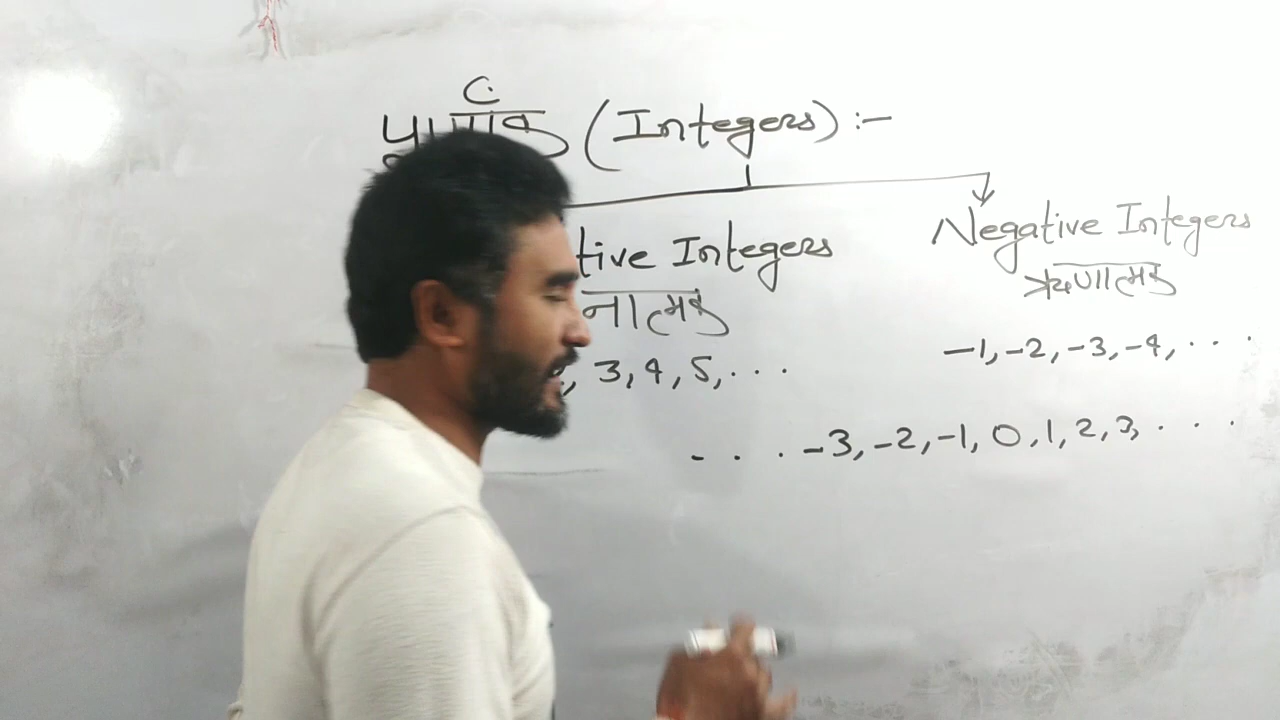 (Integers) :-
tive Integers
Negative Integers
नात्मक
ऋणात्मक
-1, -2, -3, -4, . . .
, 3, 4, 5, . . .
. . . -3, -2, -1, 0, 1, 2, 3, . . .